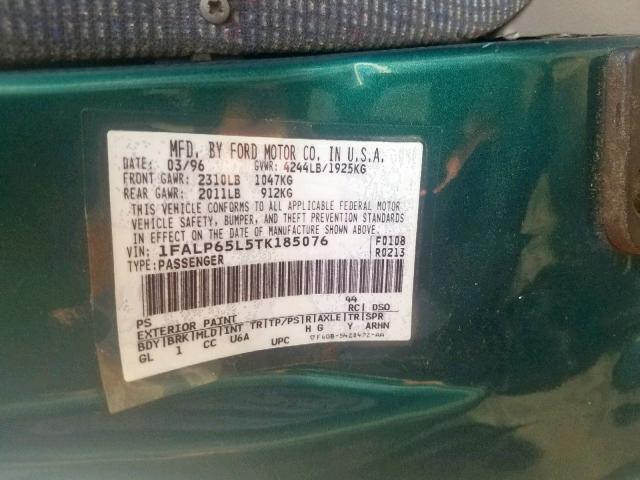 MFD. BY FORD MOTOR CO. IN U.S.A.
DATE: 03/96 GVWR: 4244LB/1925KG
FRONT GAWR: 2310LB 1047KG
REAR GAWR: 2011LB 912KG
THIS VEHICLE CONFORMS TO ALL APPLICABLE FEDERAL MOTOR
VEHICLE SAFETY, BUMPER, AND THEFT PREVENTION STANDARDS
IN EFFECT ON THE DATE OF MANUFACTURE SHOWN ABOVE.
VIN: 1FALP65L5TK185076 F0108
TYPE: PASSENGER R0213
44
PS RC| DSO
EXTERIOR PAINT
BDY|BRK|MLD|INT TR|TP/PS|R|AXLE|TR|SPR
GL 1 CC U6A UPC H G Y ARHN